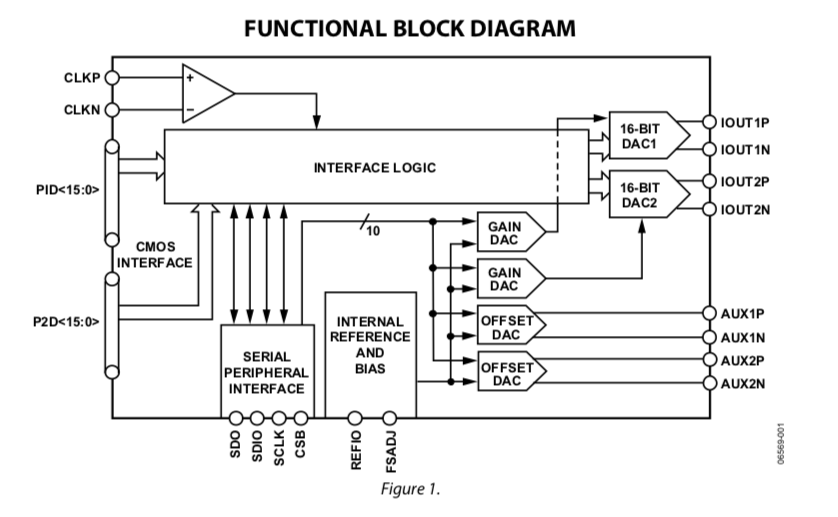 FUNCTIONAL BLOCK DIAGRAM
CLKP
CLKN
+
–
PID<15:0>
P2D<15:0>
CMOS
INTERFACE
INTERFACE LOGIC
10
16-BIT
DAC1
16-BIT
DAC2
IOUT1P
IOUT1N
IOUT2P
IOUT2N
GAIN
DAC
GAIN
DAC
OFFSET
DAC
OFFSET
DAC
AUX1P
AUX1N
AUX2P
AUX2N
SERIAL
PERIPHERAL
INTERFACE
INTERNAL
REFERENCE
AND
BIAS
SDO
SDIO
SCLK
CSB
REFIO
FSADJ
06569-001
Figure 1.